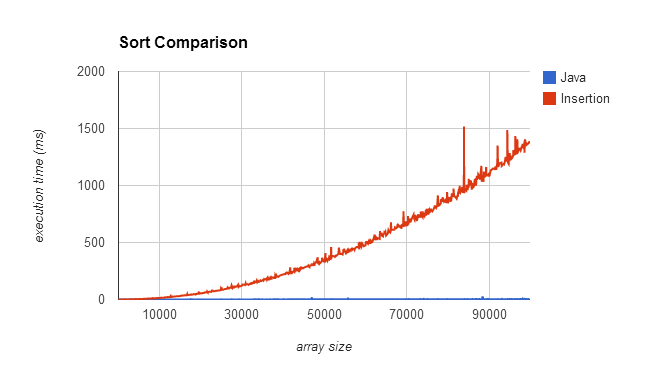 Sort Comparison
2000
1500
1000
500
0
execution time (ms)
10000 30000 50000 70000 90000
array size
Java
Insertion